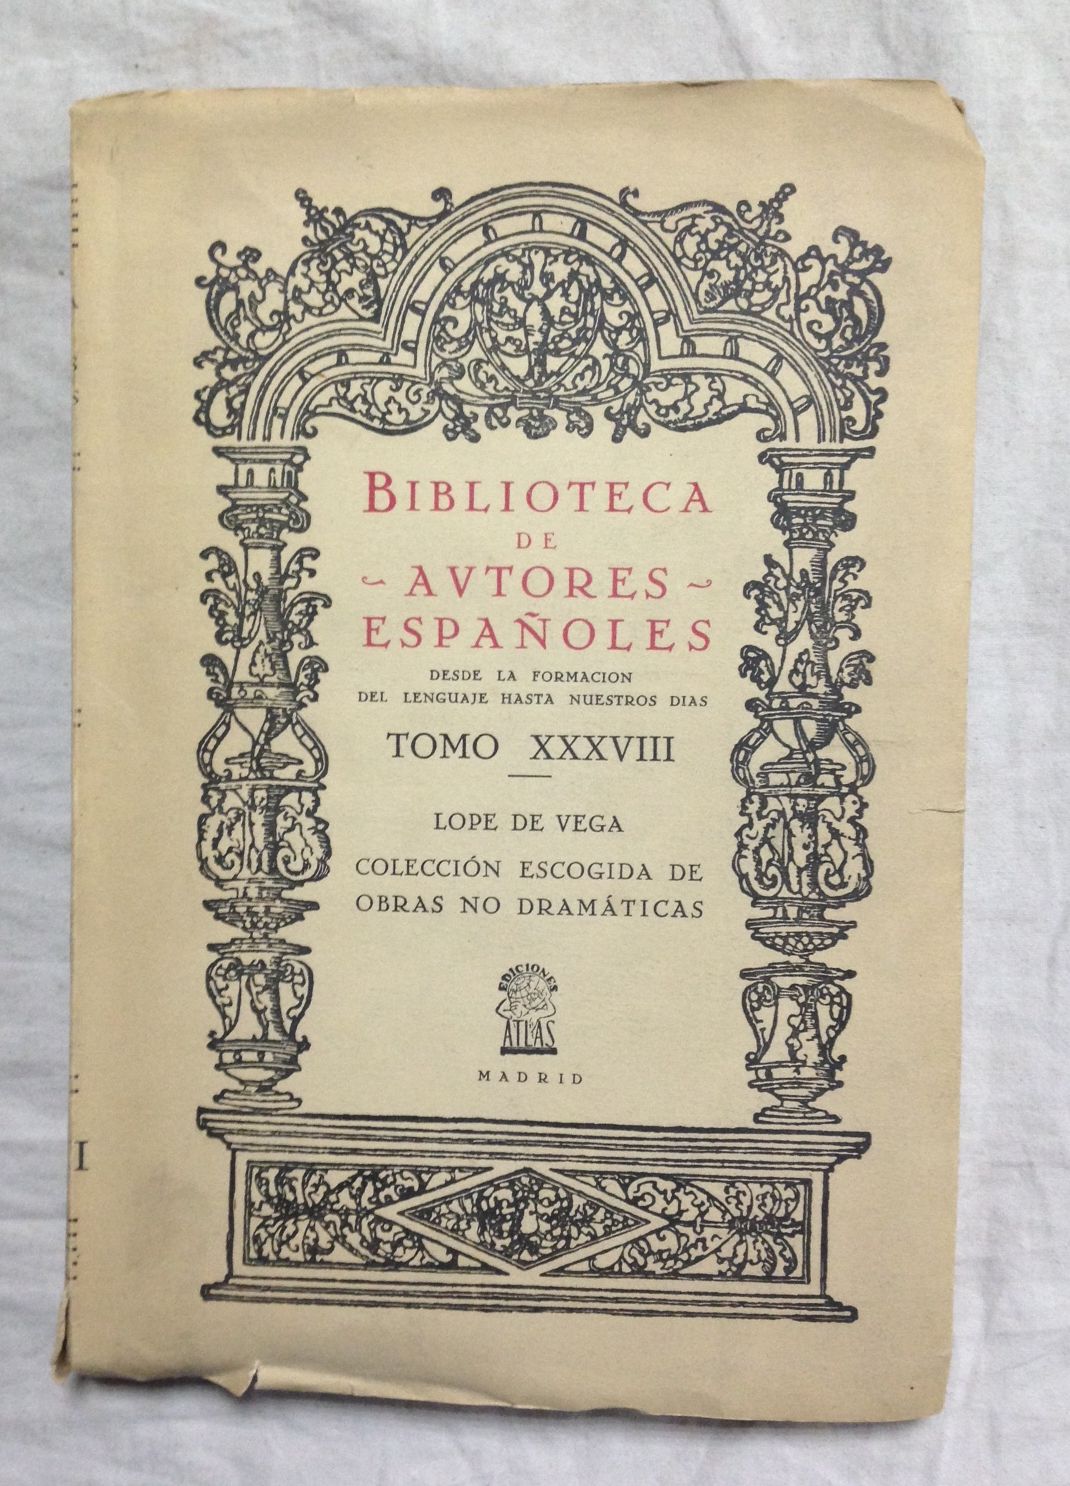 BIBLIOTECA
DE
~ AVTORES ~
ESPAÑOLES
DESDE LA FORMACION
DEL LENGUAJE HASTA NUESTROS DIAS
TOMO XXXVIII
LOPE DE VEGA
COLECCIÓN ESCOGIDA DE
OBRAS NO DRAMÁTICAS
EDICIONES
ATLAS
MADRID
I